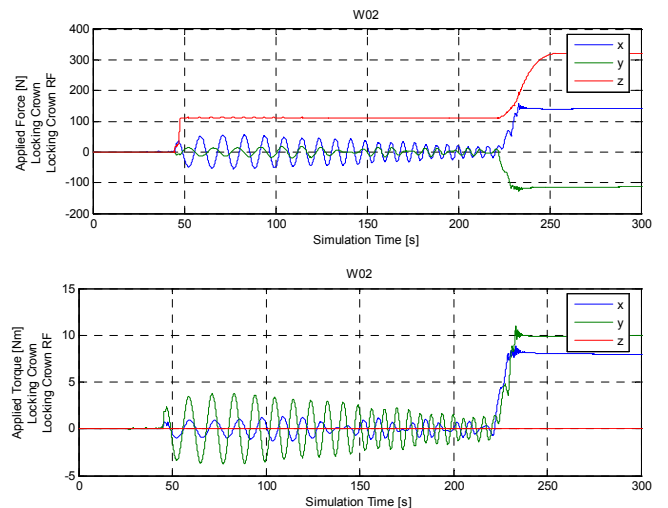 W02
400
300
200
100
0
-100
-200
0 50 100 150 200 250 300
Applied Force [N]
Locking Crown
Locking Crown RF
Simulation Time [s]
x
y
z
W02
15
10
5
0
-5
0 50 100 150 200 250 300
Applied Torque [Nm]
Locking Crown
Locking Crown RF
Simulation Time [s]
x
y
z